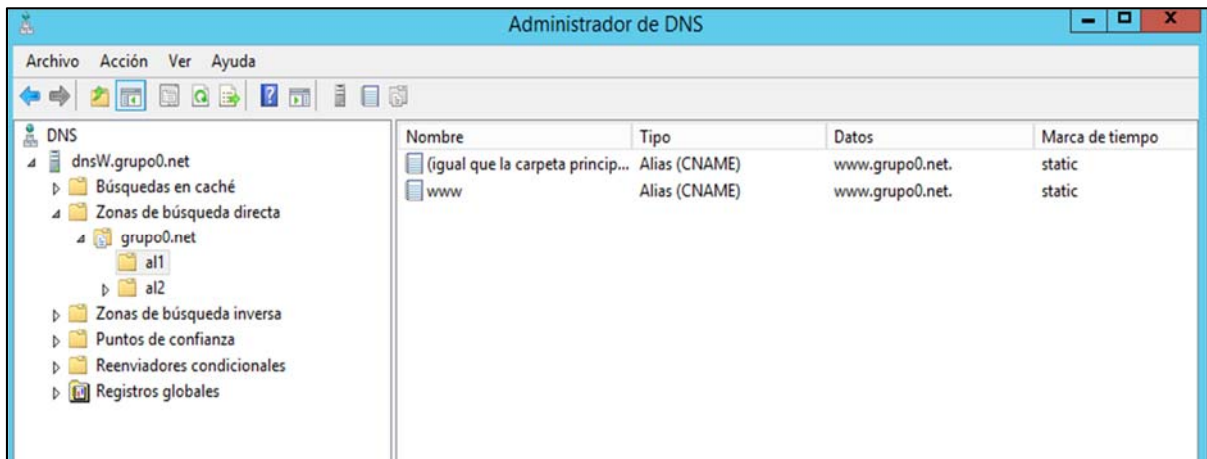 Administrador de DNS
Archivo Acción Ver Ayuda
DNS
dnsW.grupo0.net
Búsquedas en caché
Zonas de búsqueda directa
grupo0.net
al1
al2
Zonas de búsqueda inversa
Puntos de confianza
Reenviadores condicionales
Registros globales
Nombre Tipo Datos Marca de tiempo
(igual que la carpeta princip... Alias (CNAME) www.grupo0.net. static
www Alias (CNAME) www.grupo0.net. static